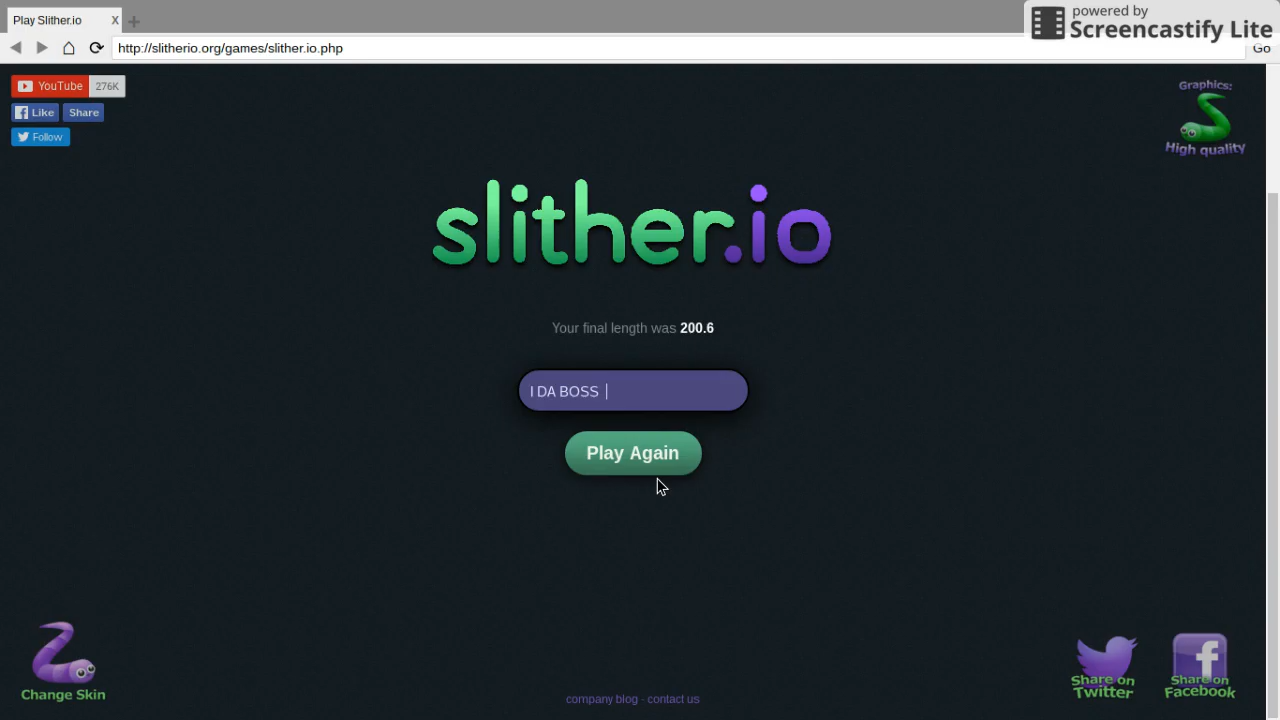 Play Slither.io X +
powered by
Screencastify Lite
http://slitherio.org/games/slither.io.php
Go
YouTube 276K
Like Share
Follow
Graphics:
High quality
slither.io
Your final length was 200.6
I DA BOSS
Play Again
Change Skin
company blog · contact us
Share on
Twitter
f
Share on
Facebook